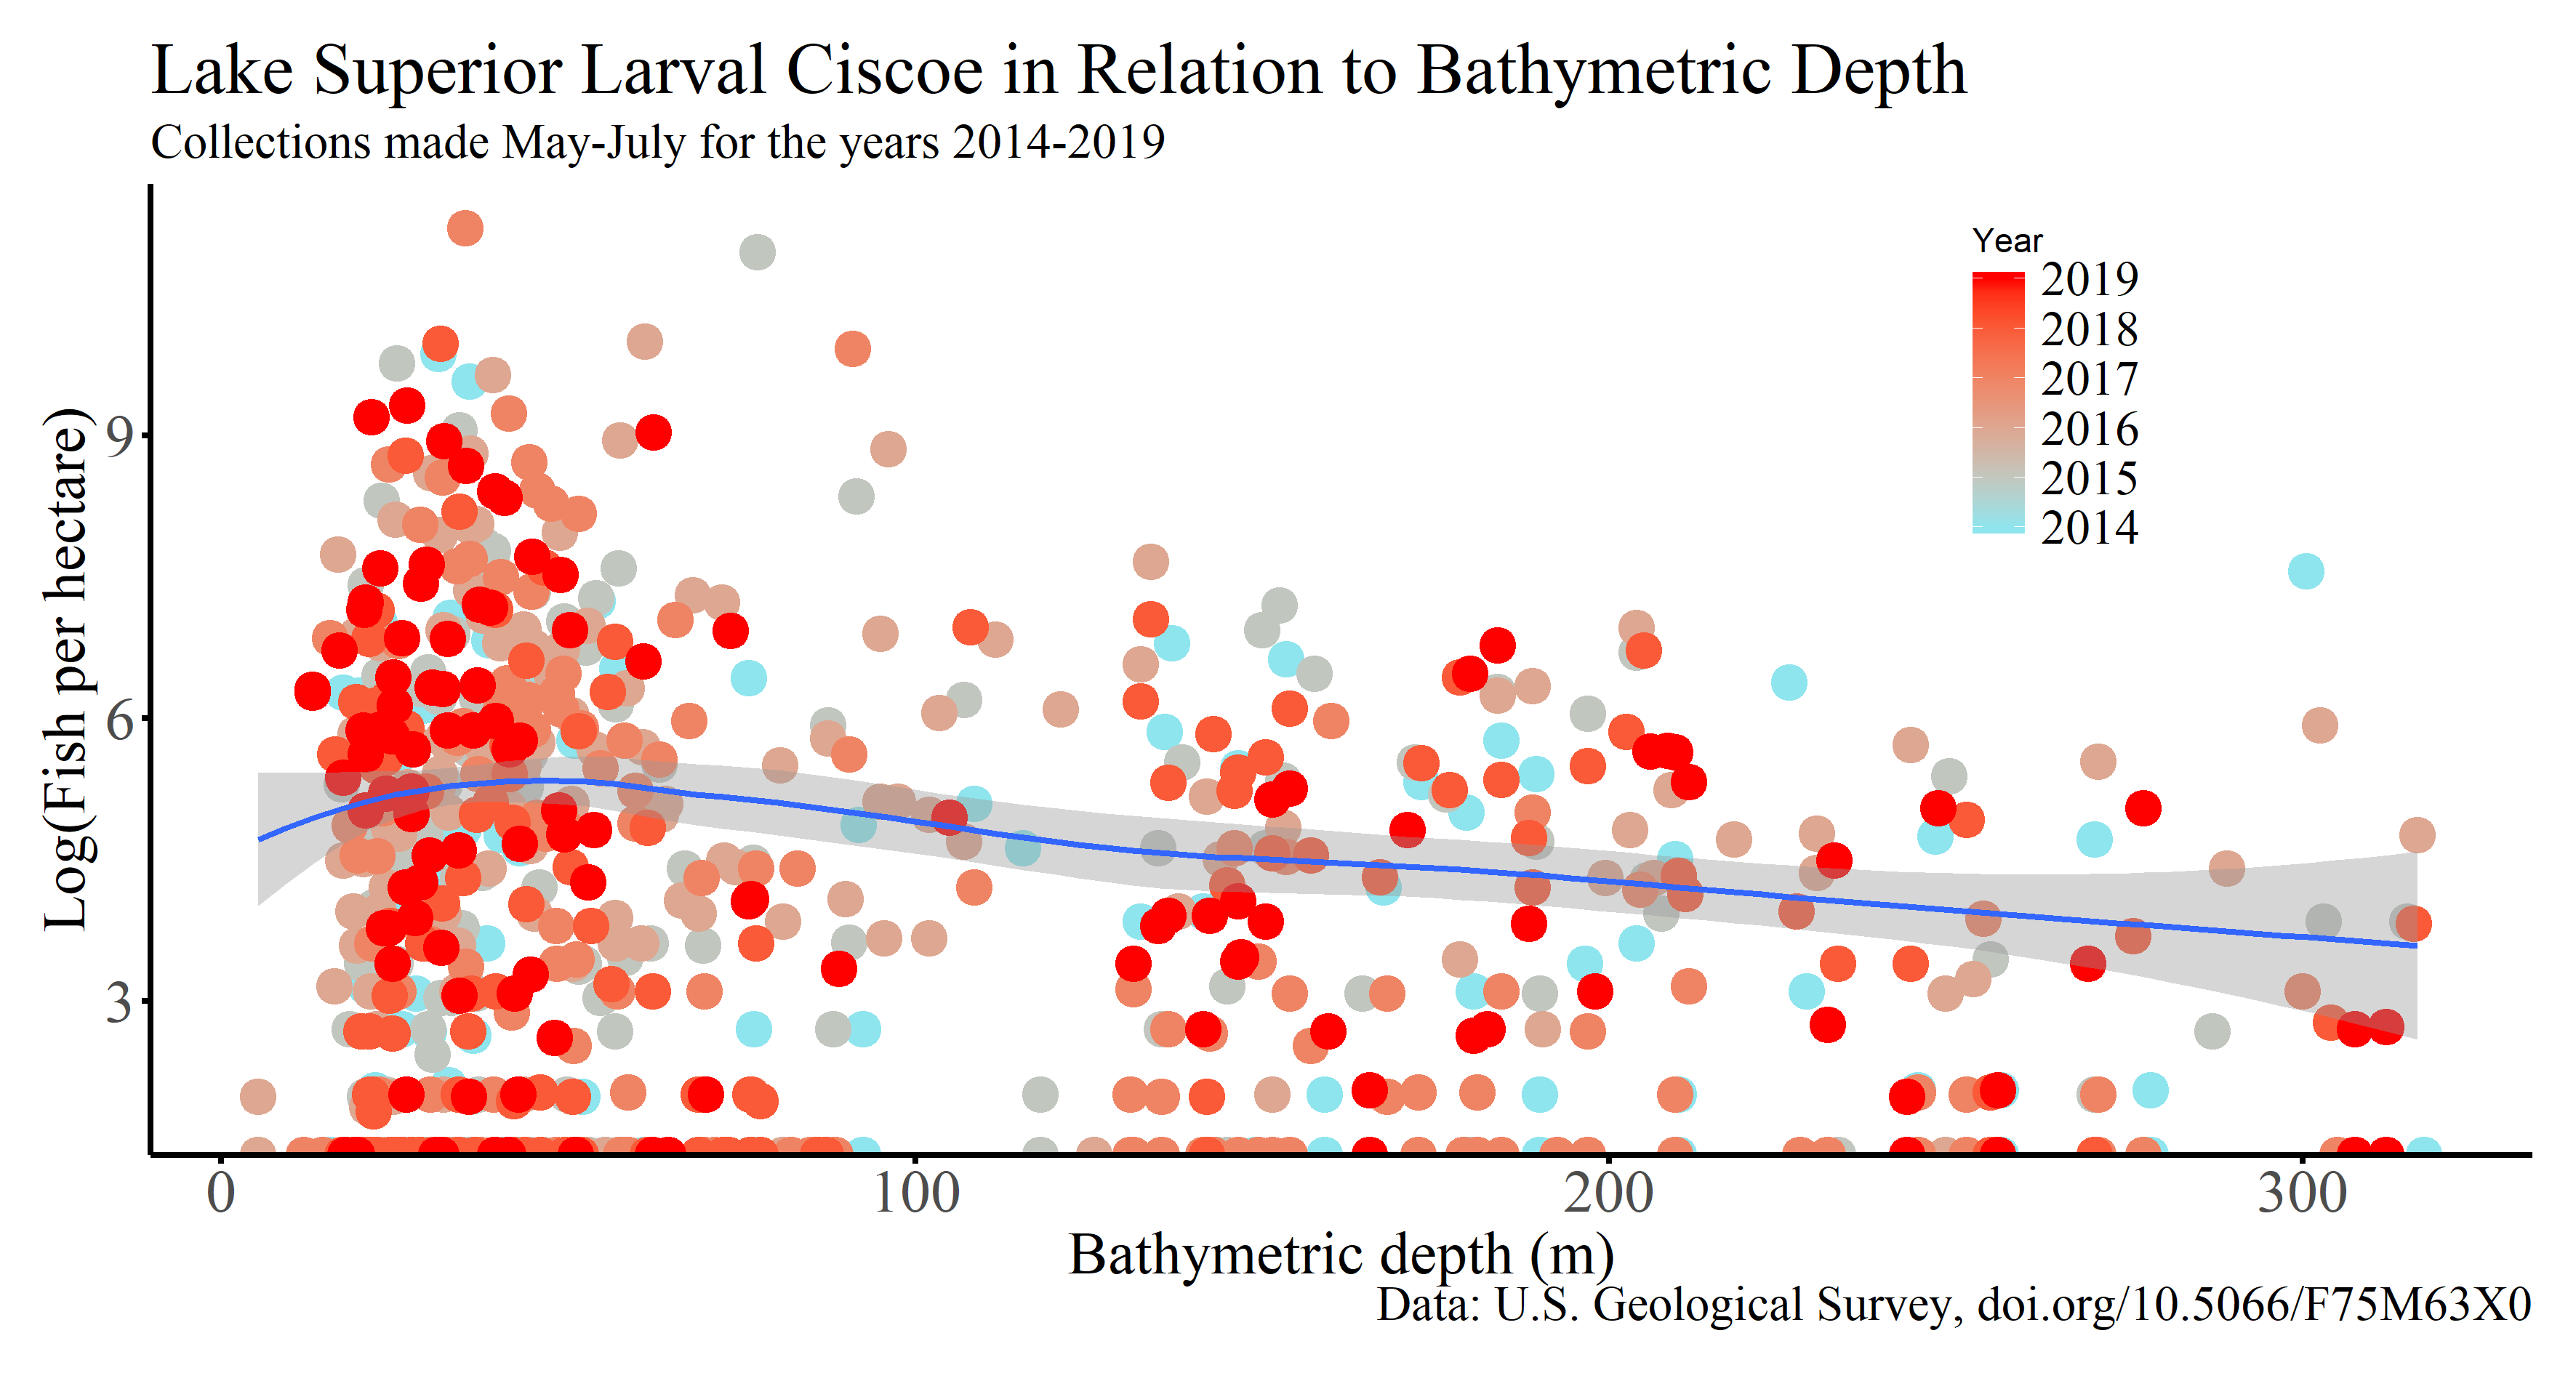 Lake Superior Larval Ciscoe in Relation to Bathymetric Depth
Collections made May-July for the years 2014-2019
Year
2019
2018
2017
2016
2015
2014
Log(Fish per hectare)
9
6
3
0
100
200
300
Bathymetric depth (m)
Data: U.S. Geological Survey, doi.org/10.5066/F75M63X0